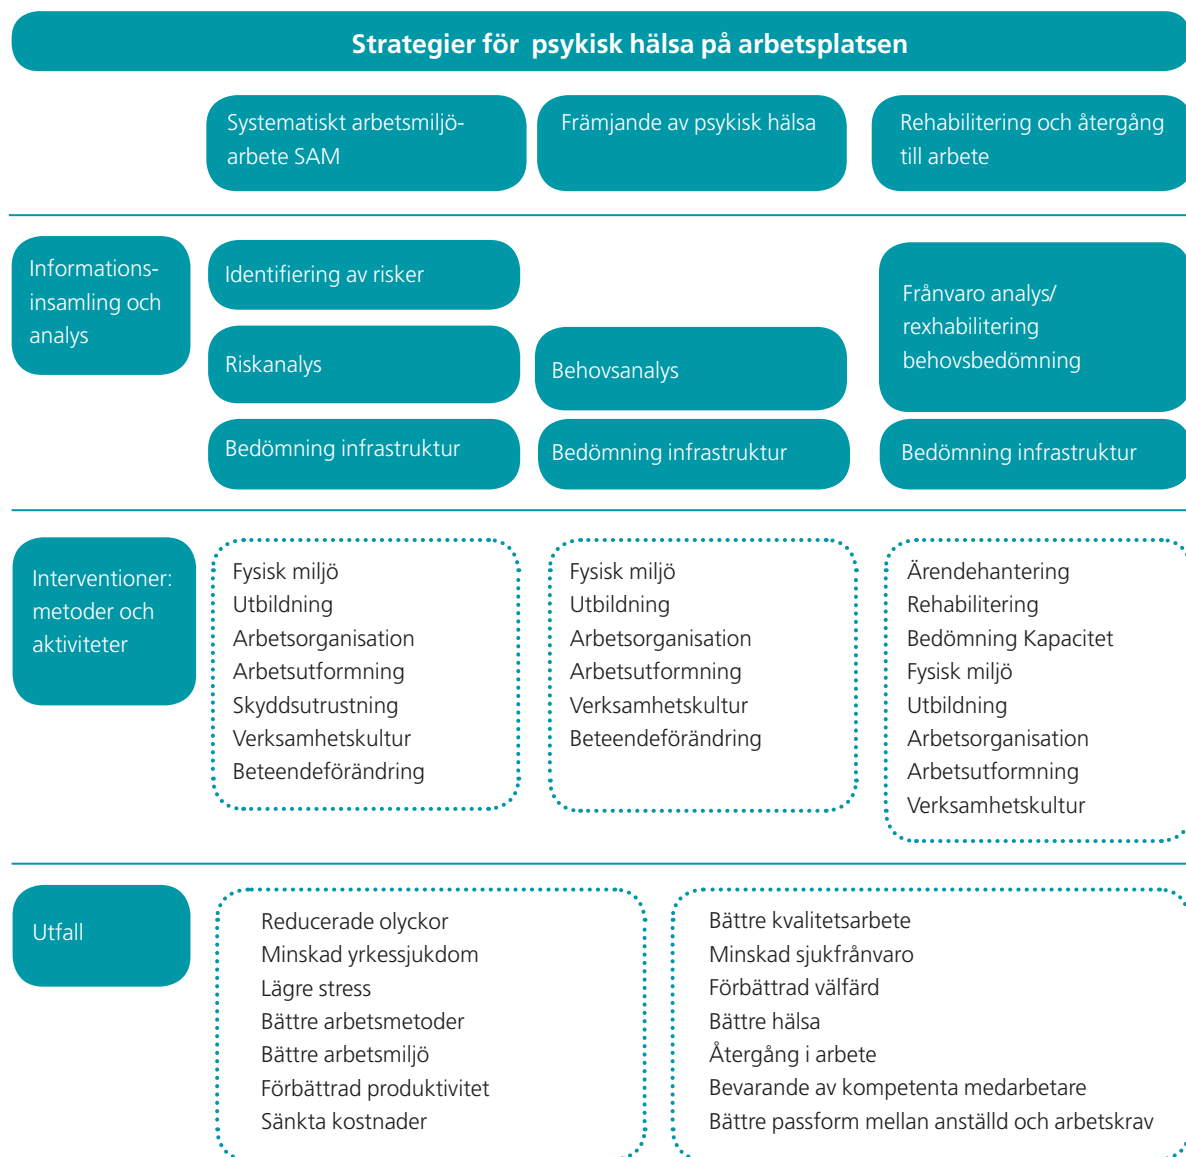 Strategier för psykisk hälsa på arbetsplatsen
Systematiskt arbetsmiljö-
arbete SAM
Främjande av psykisk hälsa
Rehabilitering och återgång
till arbete
Informations-
insamling och
analys
Identifiering av risker
Riskanalys
Bedömning infrastruktur
Behovsanalys
Bedömning infrastruktur
Frånvaro analys/
rexhabilitering
behovsbedömning
Bedömning infrastruktur
Interventioner:
metoder och
aktiviteter
Fysisk miljö
Utbildning
Arbetsorganisation
Arbetsutformning
Skyddsutrustning
Verksamhetskultur
Beteendeförändring
Fysisk miljö
Utbildning
Arbetsorganisation
Arbetsutformning
Verksamhetskultur
Beteendeförändring
Ärendehantering
Rehabilitering
Bedömning Kapacitet
Fysisk miljö
Utbildning
Arbetsorganisation
Arbetsutformning
Verksamhetskultur
Utfall
Reducerade olyckor
Minskad yrkessjukdom
Lägre stress
Bättre arbetsmetoder
Bättre arbetsmiljö
Förbättrad produktivitet
Sänkta kostnader
Bättre kvalitetsarbete
Minskad sjukfrånvaro
Förbättrad välfärd
Bättre hälsa
Återgång i arbete
Bevarande av kompetenta medarbetare
Bättre passform mellan anställd och arbetskrav